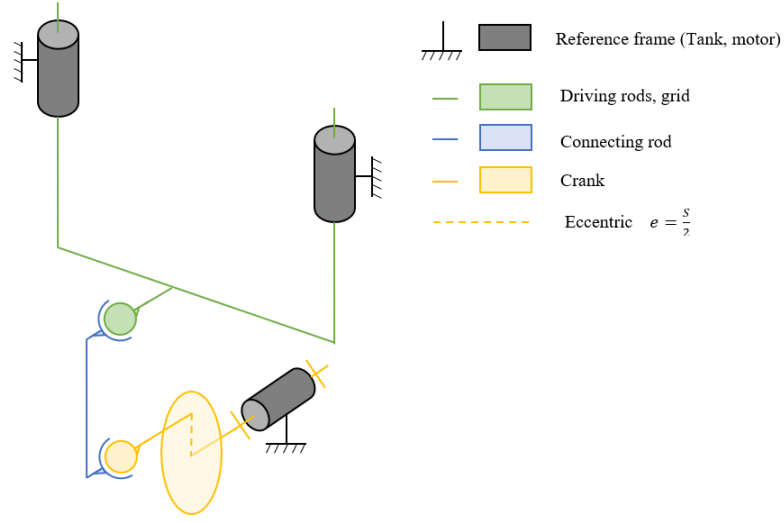 Reference frame (Tank, motor)
Driving rods, grid
Connecting rod
Crank
Eccentric e = S/2